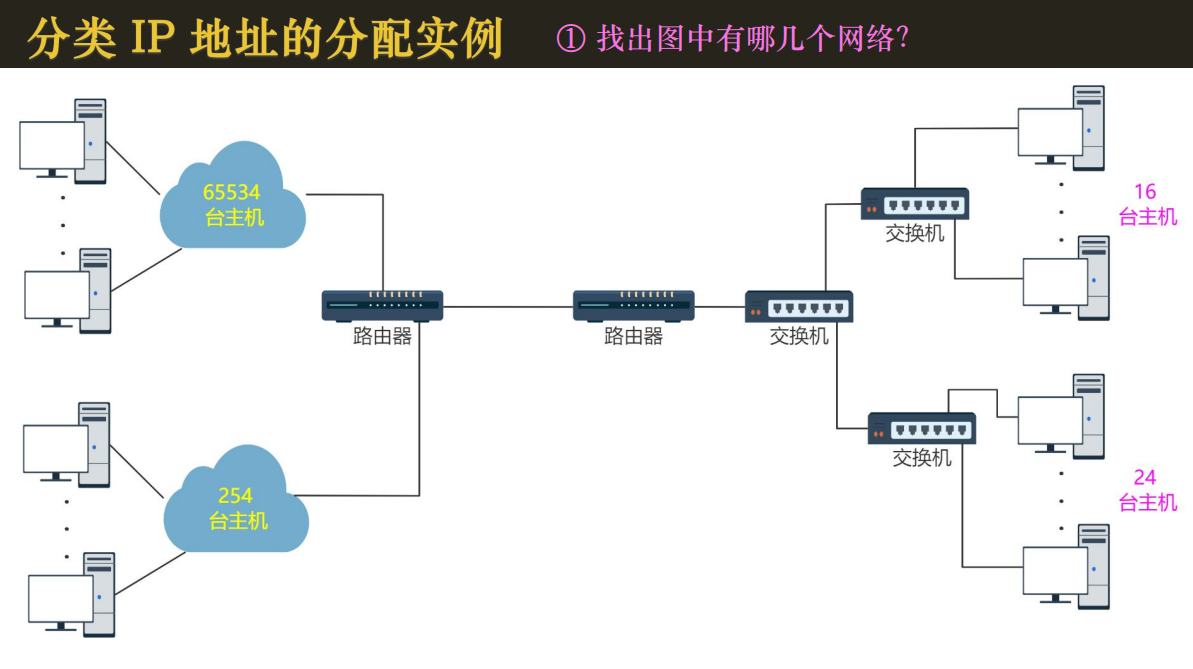 分类 IP 地址的分配实例
① 找出图中有哪几个网络?
65534
台主机
16
台主机
交换机
路由器
路由器
交换机
交换机
254
台主机
24
台主机